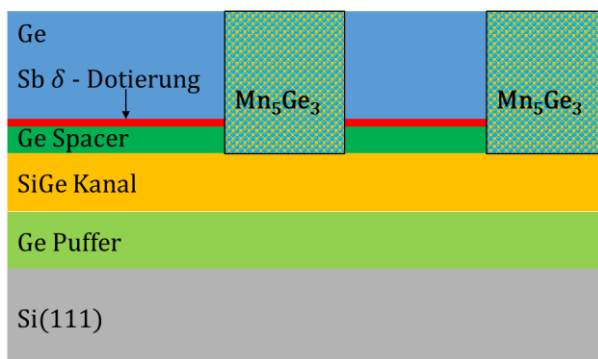 Ge
Sb δ - Dotierung
Mn₅Ge₃
Mn₅Ge₃
Ge Spacer
SiGe Kanal
Ge Puffer
Si(111)